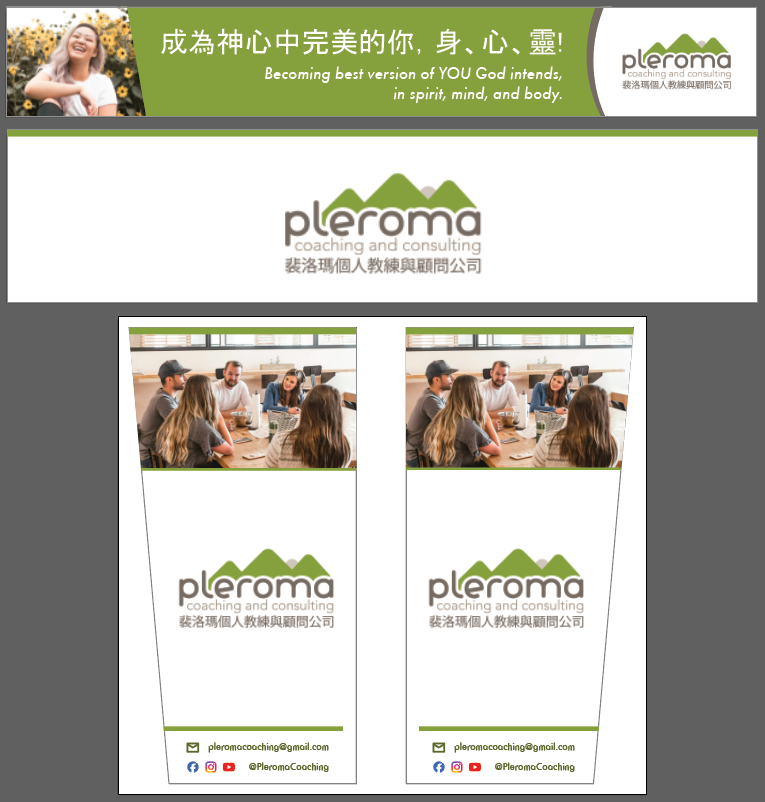 成為神心中完美的你, 身、心、靈!
Becoming best version of YOU God intends,
in spirit, mind, and body.
pleroma
coaching and consulting
裴洛瑪個人教練與顧問公司
pleroma
coaching and consulting
裴洛瑪個人教練與顧問公司
pleroma
coaching and consulting
裴洛瑪個人教練與顧問公司
pleromacoaching@gmail.com
@PleromaCoaching
pleroma
coaching and consulting
裴洛瑪個人教練與顧問公司
pleromacoaching@gmail.com
@PleromaCoaching